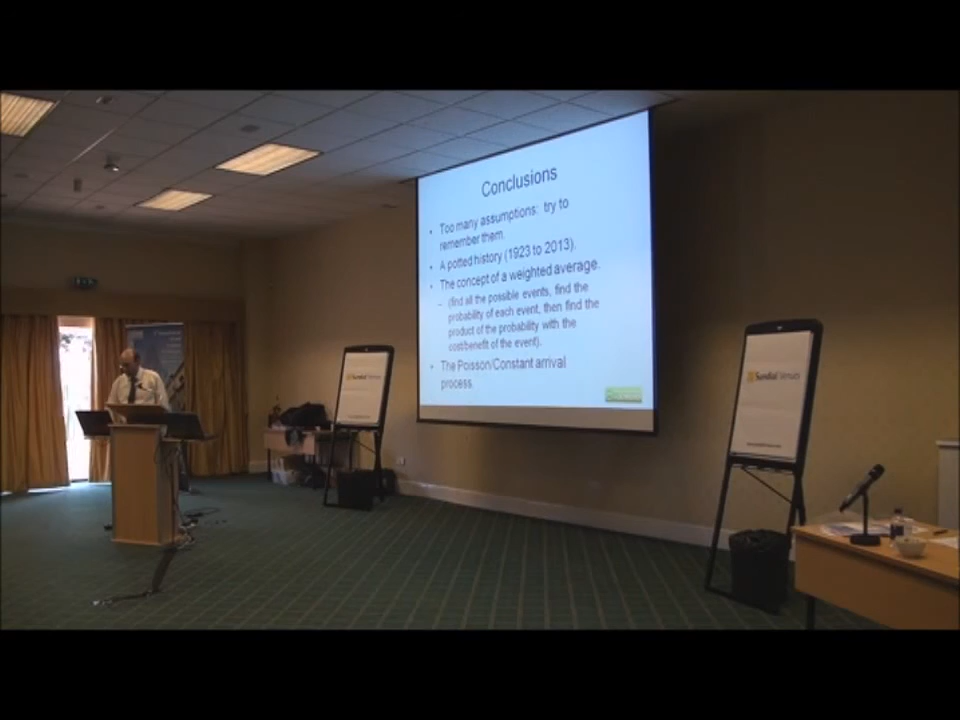 Conclusions
• Too many assumptions: try to
remember them.
• A potted history (1923 to 2013).
• The concept of a weighted average.
– (find all the possible events, find the
probability of each event, then find the
product of the probability with the
cost/benefit of the event).
• The Poisson/Constant arrival
process.
Sundial Venues
Sundial Venues